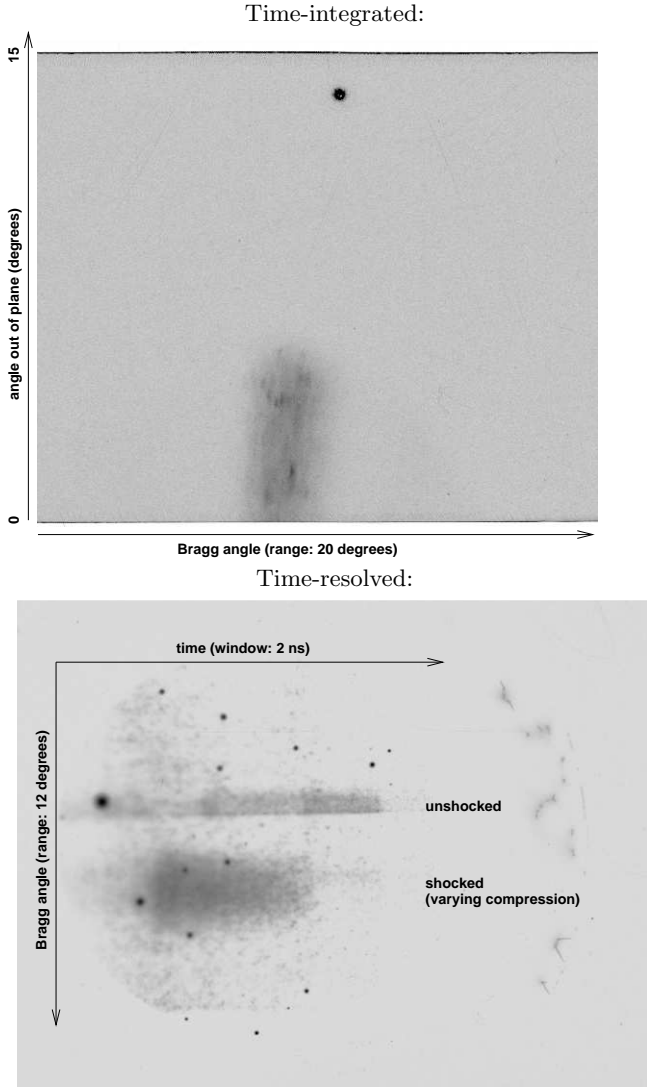 Time-integrated:
15
angle out of plane (degrees)
0
Bragg angle (range: 20 degrees)
Time-resolved:
time (window: 2 ns)
Bragg angle (range: 12 degrees)
unshocked
shocked
(varying compression)